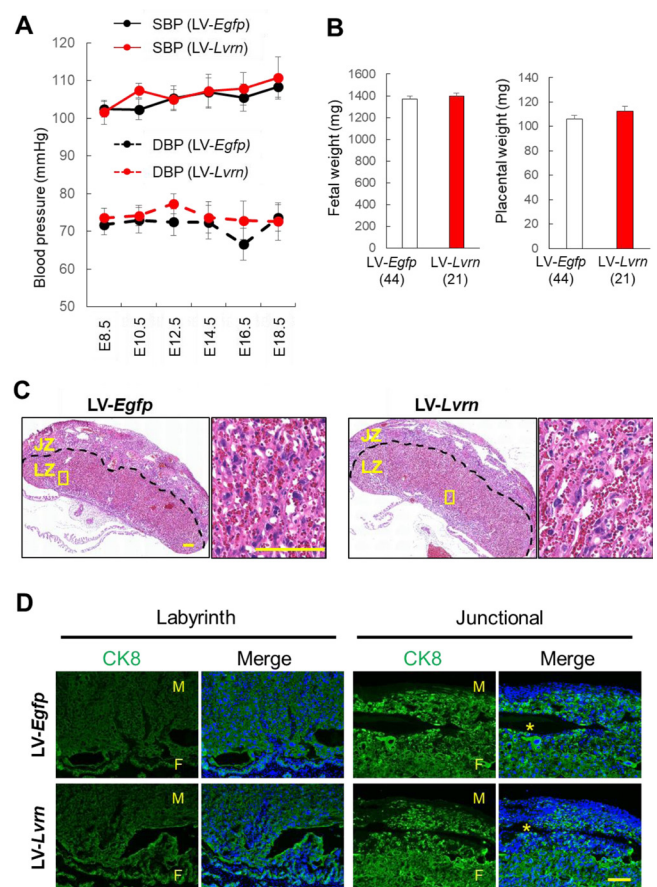 A
SBP (LV-Egfp)
SBP (LV-Lvrn)
120
110
100
90
80
70
60
50
DBP (LV-Egfp)
DBP (LV-Lvrn)
Blood pressure (mmHg)
E8.5
E10.5
E12.5
E14.5
E16.5
E18.5
B
Fetal weight (mg)
1600
1400
1200
1000
800
600
400
200
0
LV-Egfp
(44)
LV-Lvrn
(21)
Placental weight (mg)
140
120
100
80
60
40
20
0
LV-Egfp
(44)
LV-Lvrn
(21)
C
LV-Egfp
LV-Lvrn
JZ
LZ
JZ
LZ
D
Labyrinth
Junctional
CK8
Merge
CK8
Merge
LV-Egfp
M
F
M
F
*
LV-Lvrn
M
F
M
F
*